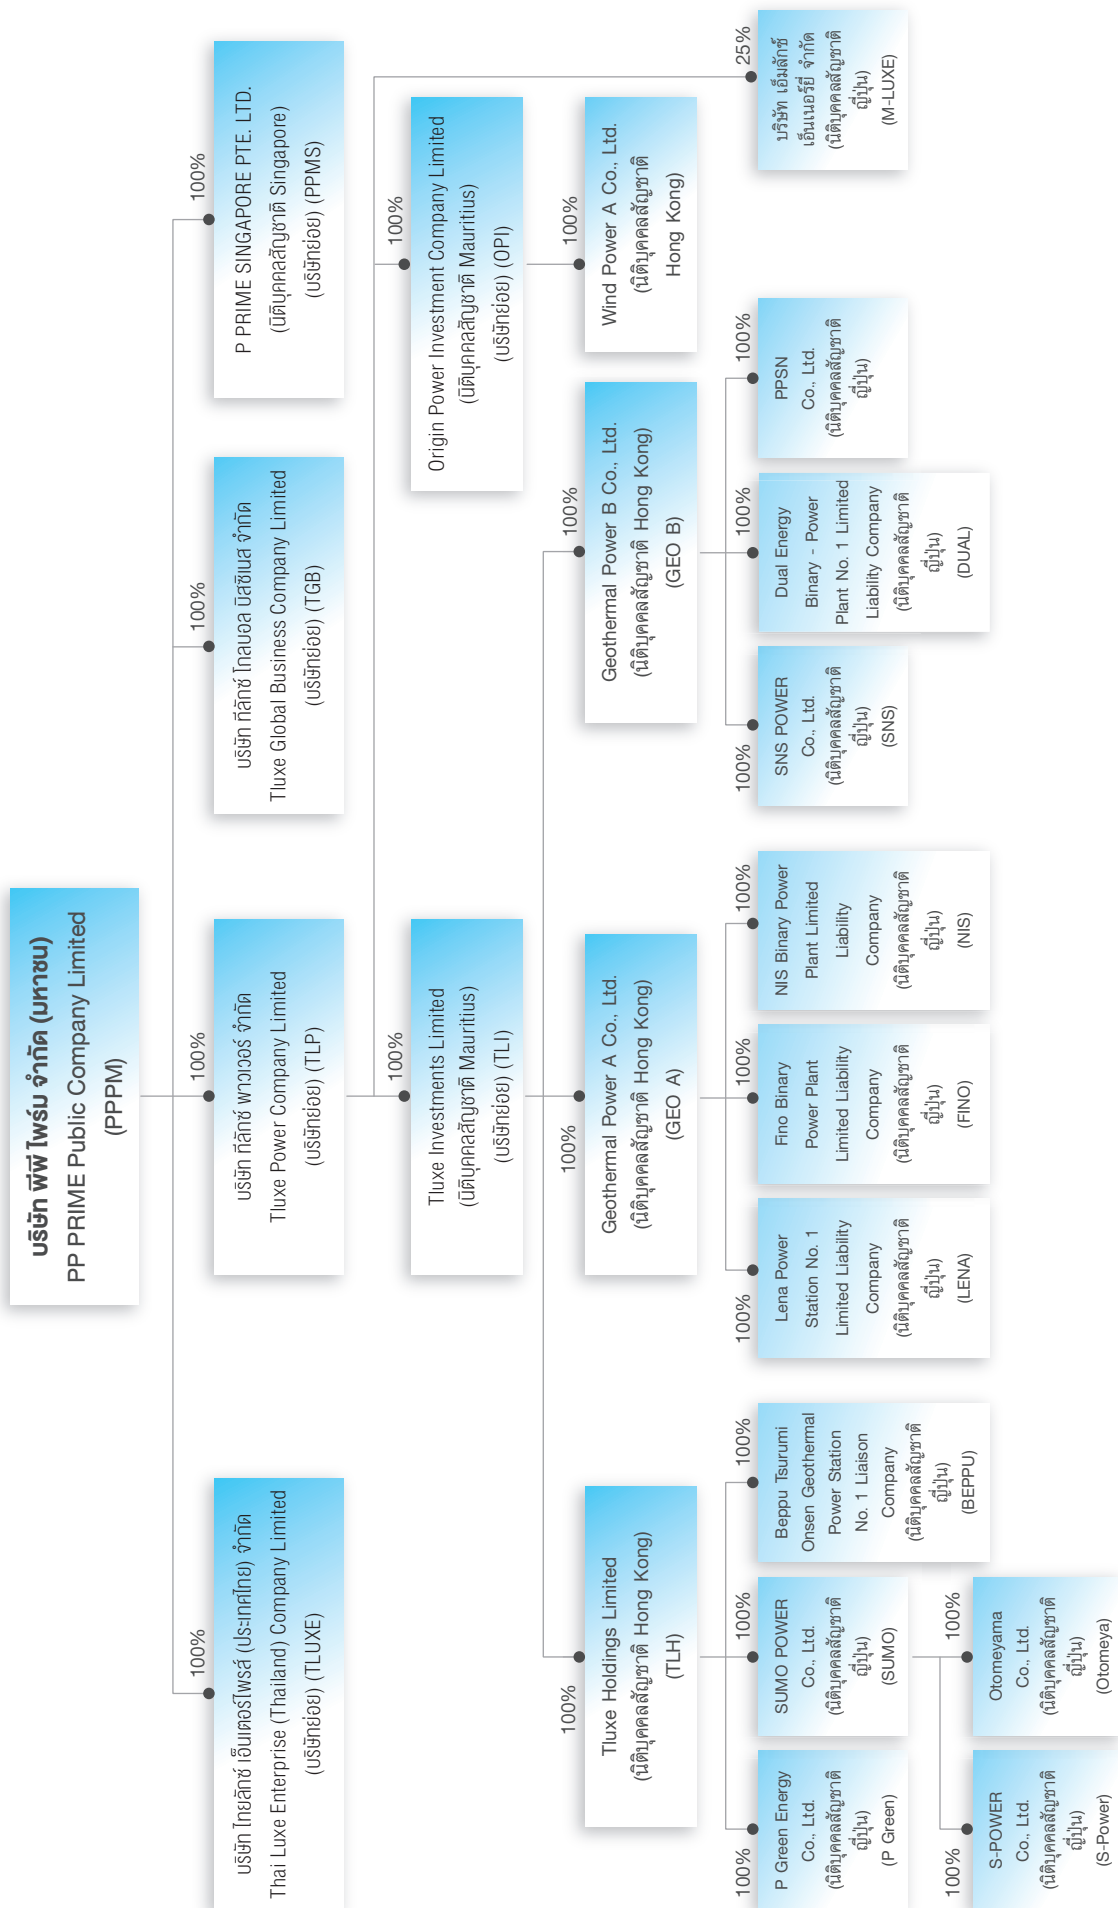 บริษัท พีพี ไพร์ม จำกัด (มหาชน)
PP PRIME Public Company Limited
(PPPM)
100%
บริษัท ไทยลักซ์ เอ็นเตอร์ไพรส์ (ประเทศไทย) จำกัด
Thai Luxe Enterprise (Thailand) Company Limited
(บริษัทย่อย) (TLUXE)
100%
บริษัท ทีลักซ์ พาวเวอร์ จำกัด
Tluxe Power Company Limited
(บริษัทย่อย) (TLP)
100%
บริษัท ทีลักซ์ โกลบอล บิสซิเนส จำกัด
Tluxe Global Business Company Limited
(บริษัทย่อย) (TGB)
100%
P PRIME SINGAPORE PTE. LTD.
(นิติบุคคลสัญชาติ Singapore)
(บริษัทย่อย) (PPMS)
100%
Tluxe Investments Limited
(นิติบุคคลสัญชาติ Mauritius)
(บริษัทย่อย) (TLI)
100%
Origin Power Investment Company Limited
(นิติบุคคลสัญชาติ Mauritius)
(บริษัทย่อย) (OPI)
100%
Tluxe Holdings Limited
(นิติบุคคลสัญชาติ Hong Kong)
(TLH)
100%
Geothermal Power A Co., Ltd.
(นิติบุคคลสัญชาติ Hong Kong)
(GEO A)
100%
Geothermal Power B Co., Ltd.
(นิติบุคคลสัญชาติ Hong Kong)
(GEO B)
100%
Wind Power A Co., Ltd.
(นิติบุคคลสัญชาติ
Hong Kong)
100%
P Green Energy
Co., Ltd.
(นิติบุคคลสัญชาติ
ญี่ปุ่น)
(P Green)
100%
SUMO POWER
Co., Ltd.
(นิติบุคคลสัญชาติ
ญี่ปุ่น)
(SUMO)
100%
Beppu Tsurumi
Onsen Geothermal
Power Station
No. 1 Liaison
Company
(นิติบุคคลสัญชาติ
ญี่ปุ่น)
(BEPPU)
100%
Lena Power
Station No. 1
Limited Liability
Company
(นิติบุคคลสัญชาติ
ญี่ปุ่น)
(LENA)
100%
Fino Binary
Power Plant
Limited Liability
Company
(นิติบุคคลสัญชาติ
ญี่ปุ่น)
(FINO)
100%
NIS Binary Power
Plant Limited
Liability
Company
(นิติบุคคลสัญชาติ
ญี่ปุ่น)
(NIS)
100%
SNS POWER
Co., Ltd.
(นิติบุคคลสัญชาติ
ญี่ปุ่น)
(SNS)
100%
Dual Energy
Binary - Power
Plant No. 1 Limited
Liability Company
(นิติบุคคลสัญชาติ
ญี่ปุ่น)
(DUAL)
100%
PPSN
Co., Ltd.
(นิติบุคคลสัญชาติ
ญี่ปุ่น)
25%
บริษัท เอ็มลักซ์
เอ็นเนอร์ยี่ จำกัด
(นิติบุคคลสัญชาติ
ญี่ปุ่น)
(M-LUXE)
100%
S-POWER
Co., Ltd.
(นิติบุคคลสัญชาติ
ญี่ปุ่น)
(S-Power)
100%
Otomeyama
Co., Ltd.
(นิติบุคคลสัญชาติ
ญี่ปุ่น)
(Otomeya)